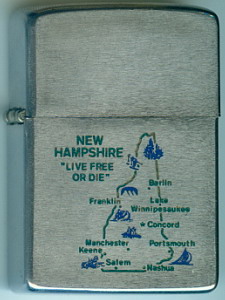 NEW
HAMPSHIRE
"LIVE FREE
OR DIE"
Berlin
Franklin
Lake
Winnipesaukee
Concord
Manchester
Portsmouth
Keene
Salem
Nashua